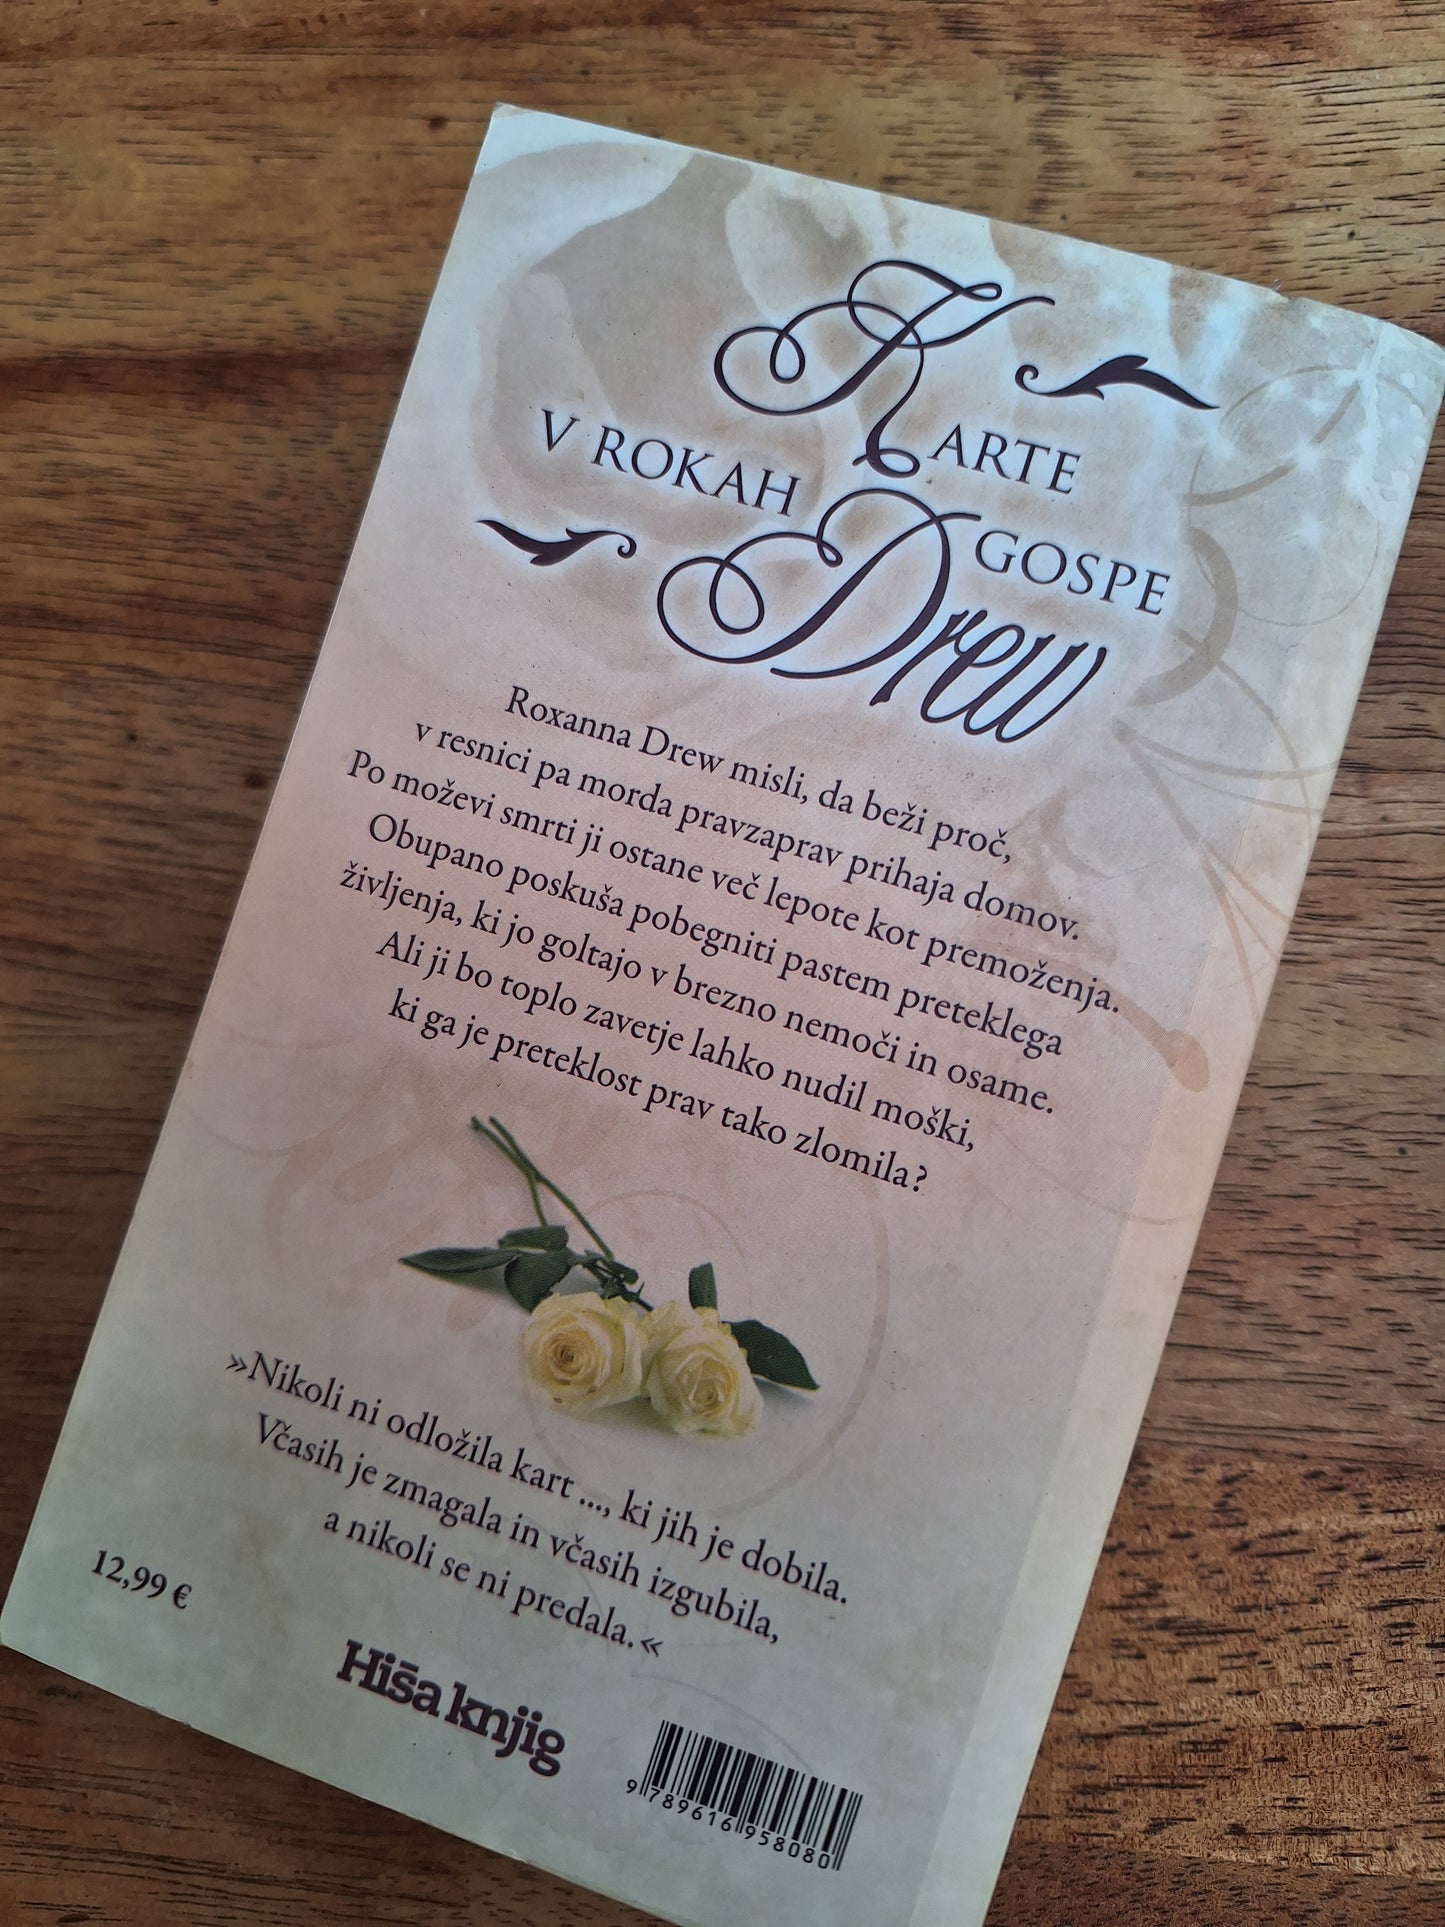 KARTE
V ROKAH GOSPE
Drew
Roxanna Drew misli, da beži proč,
v resnici pa morda pravzaprav prihaja domov.
Po moževi smrti ji ostane več lepote kot premoženja.
Obupano poskuša pobegniti pastem preteklega
življenja, ki jo goltajo v brezno nemoči in osame.
Ali ji bo toplo zavetje lahko nudil moški,
ki ga je preteklost prav tako zlomila?
»Nikoli ni odložila kart ..., ki jih je dobila.
Včasih je zmagala in včasih izgubila,
a nikoli se ni predala.«
12,99 €
Hiša knjig
9 789616 958080